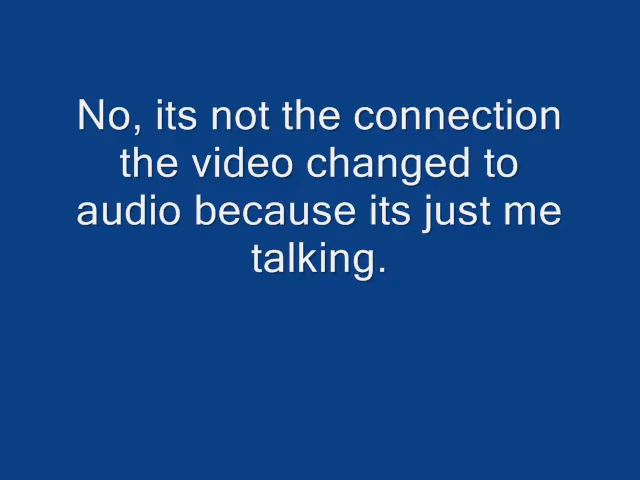 No, its not the connection
the video changed to
audio because its just me
talking.